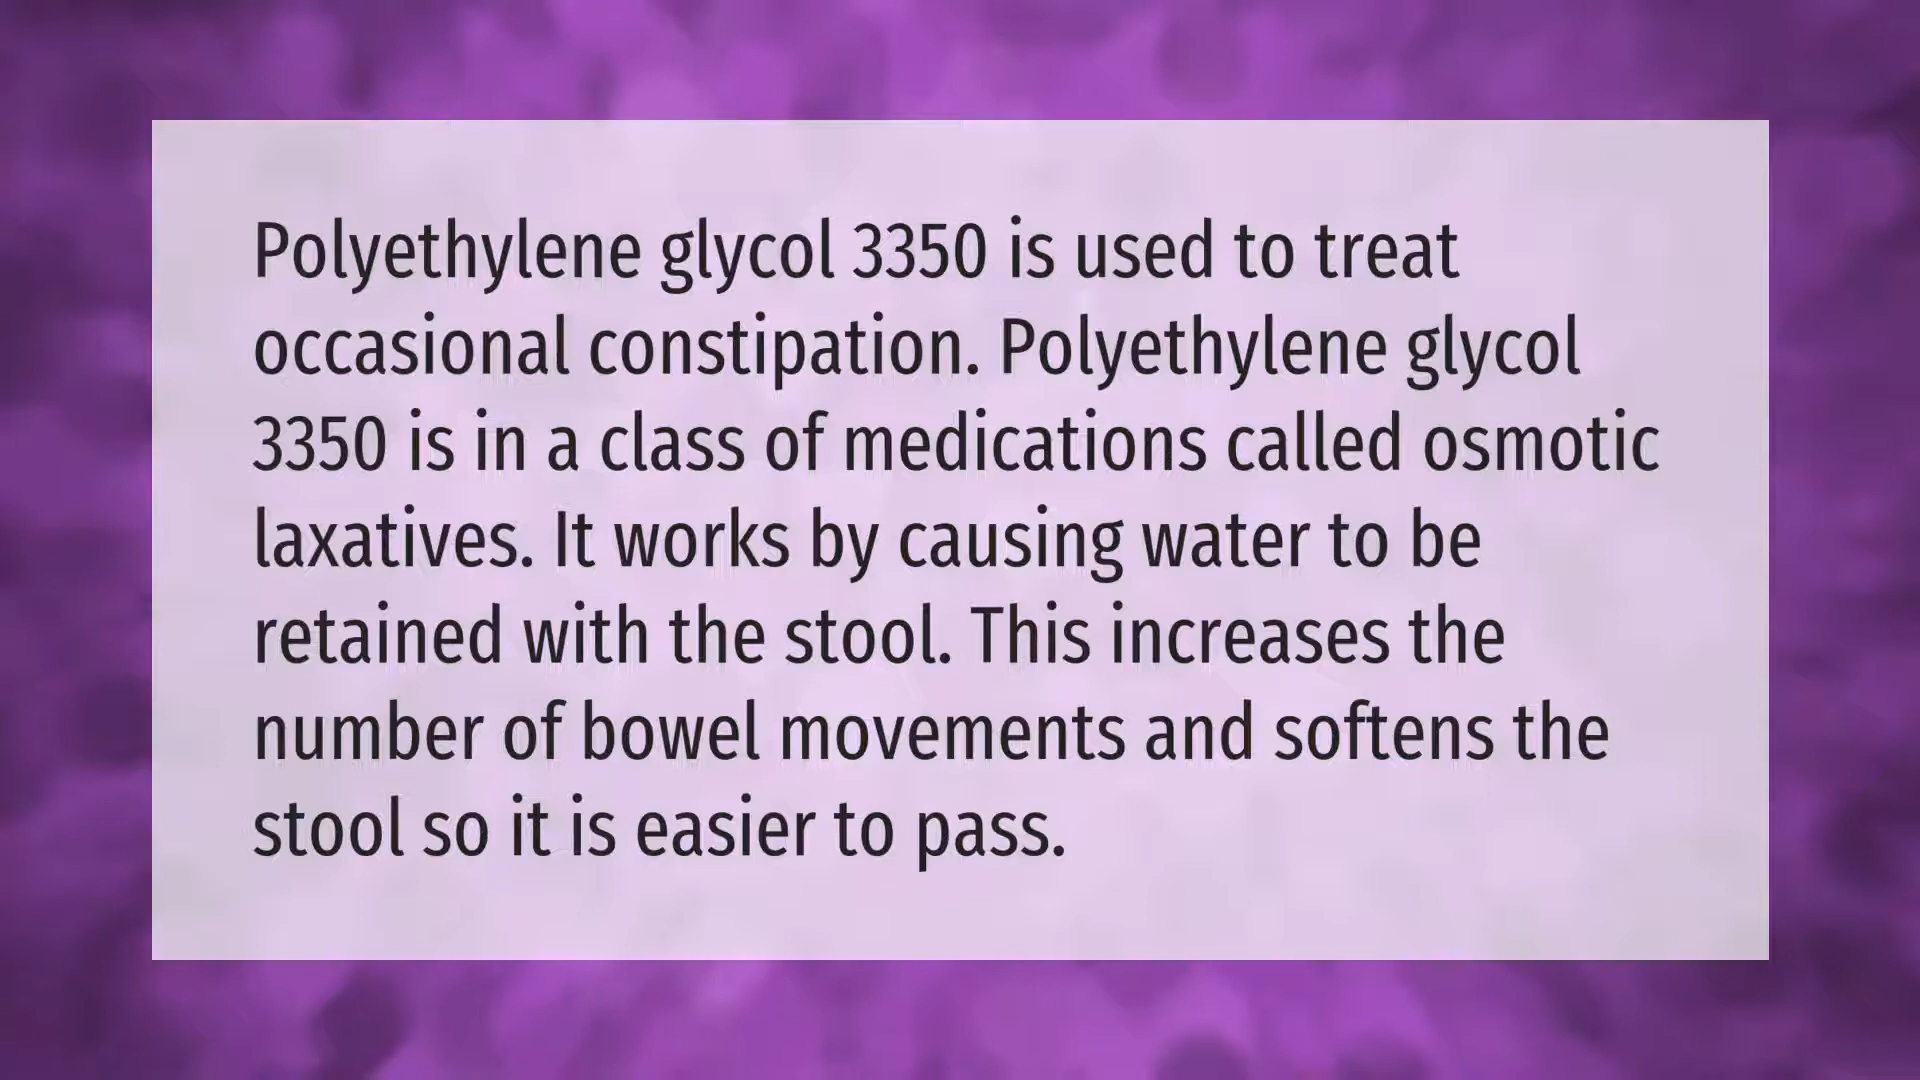 Polyethylene glycol 3350 is used to treat
occasional constipation. Polyethylene glycol
3350 is in a class of medications called osmotic
laxatives. It works by causing water to be
retained with the stool. This increases the
number of bowel movements and softens the
stool so it is easier to pass.